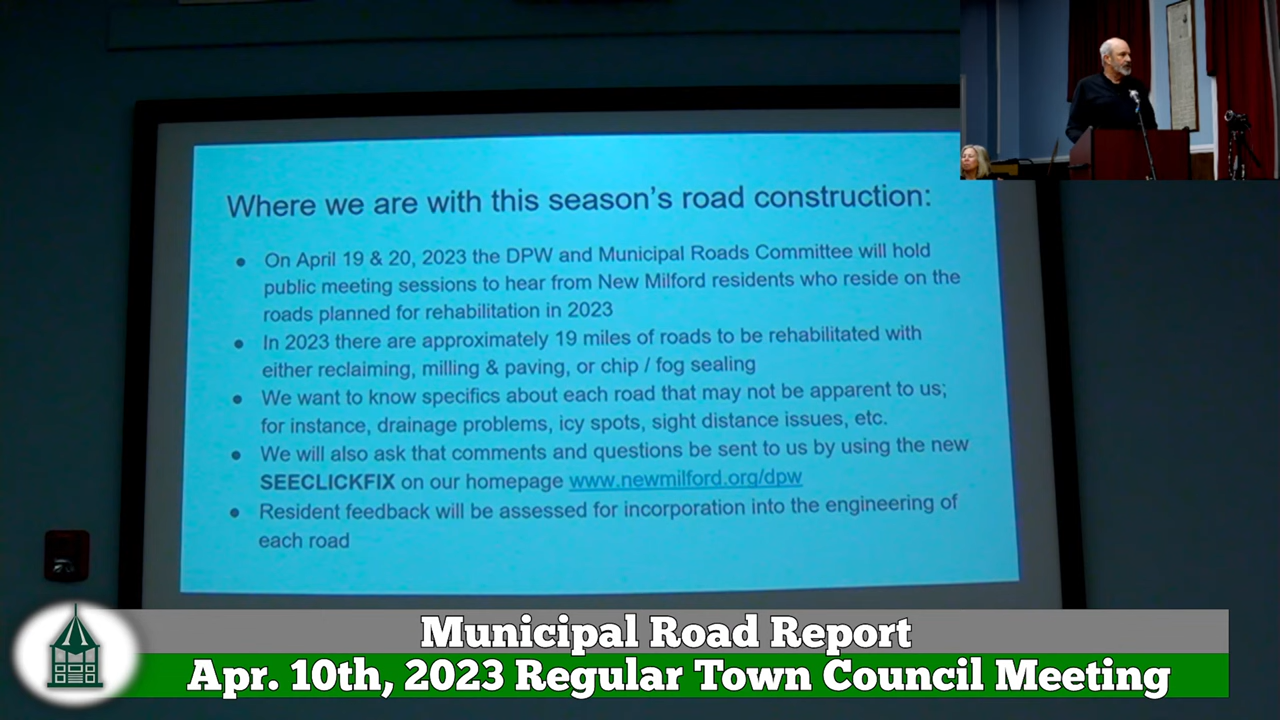 Where we are with this season's road construction:
● On April 19 & 20, 2023 the DPW and Municipal Roads Committee will hold
public meeting sessions to hear from New Milford residents who reside on the
roads planned for rehabilitation in 2023
● In 2023 there are approximately 19 miles of roads to be rehabilitated with
either reclaiming, milling & paving, or chip / fog sealing
● We want to know specifics about each road that may not be apparent to us;
for instance, drainage problems, icy spots, sight distance issues, etc.
● We will also ask that comments and questions be sent to us by using the new
SEECLICKFIX on our homepage www.newmilford.org/dpw
● Resident feedback will be assessed for incorporation into the engineering of
each road
Municipal Road Report
Apr. 10th, 2023 Regular Town Council Meeting